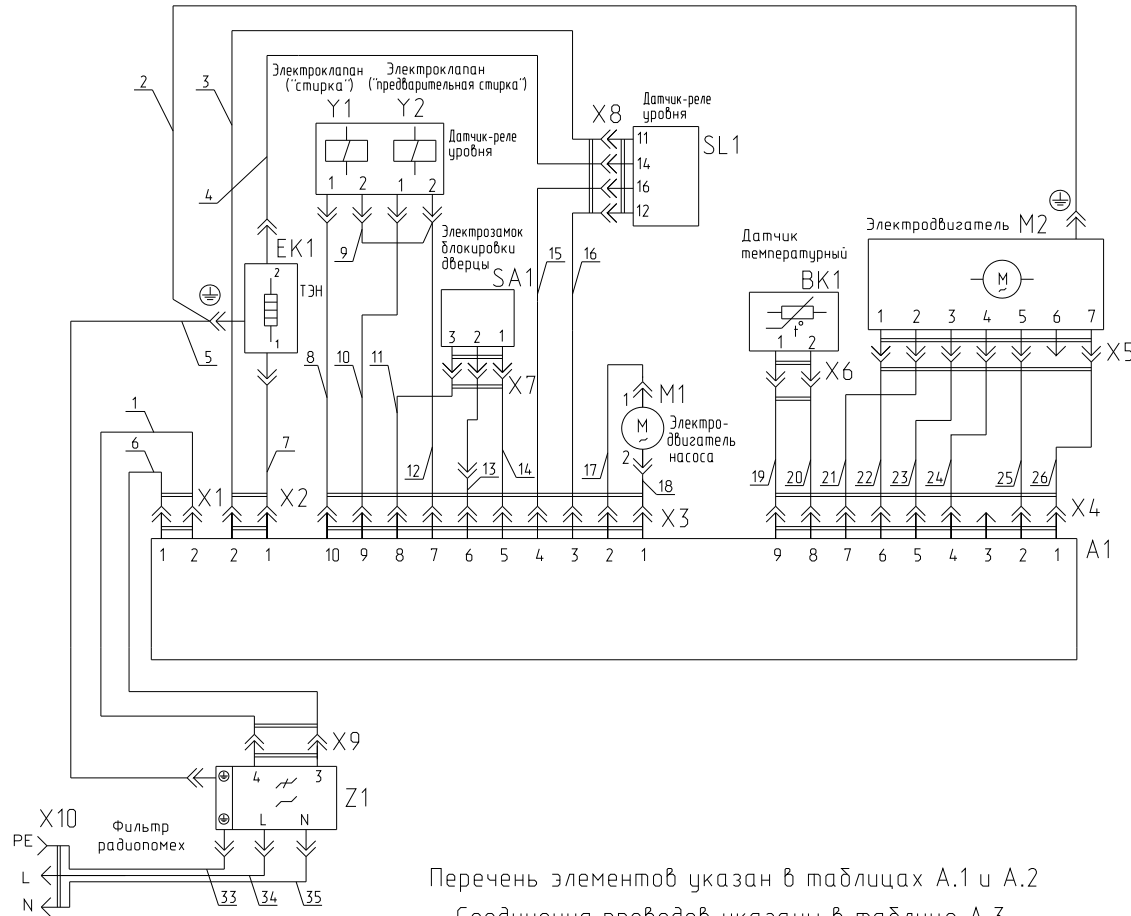 2
3
Электроклапан
("стирка")
Электроклапан
("предварительная стирка")
Y1
Y2
Датчик-реле
уровня
X8
Датчик-реле
уровня
SL1
11
14
16
12
4
1
2
1
2
9
Электрозамок
блокировки
дверцы
SA1
3
2
1
X7
15
16
EK1
2
ТЭН
1
5
Датчик
температурный
BK1
t°
1
2
X6
Электродвигатель M2
M
~
1
2
3
4
5
6
7
X5
8
10
11
1
6
7
12
13
14
17
1
M1
M
~
2
Электро-
двигатель
насоса
18
19
20
21
22
23
24
25
26
X1
X2
X3
X4
1
2
2
1
10
9
8
7
6
5
4
3
2
1
9
8
7
6
5
4
3
2
1
A1
X9
4
3
Z1
L
N
X10
Фильтр
радиопомех
PE
L
N
33
34
35
Перечень элементов указан в таблицах А.1 и А.2
Соединения проводов указаны в таблице А.3